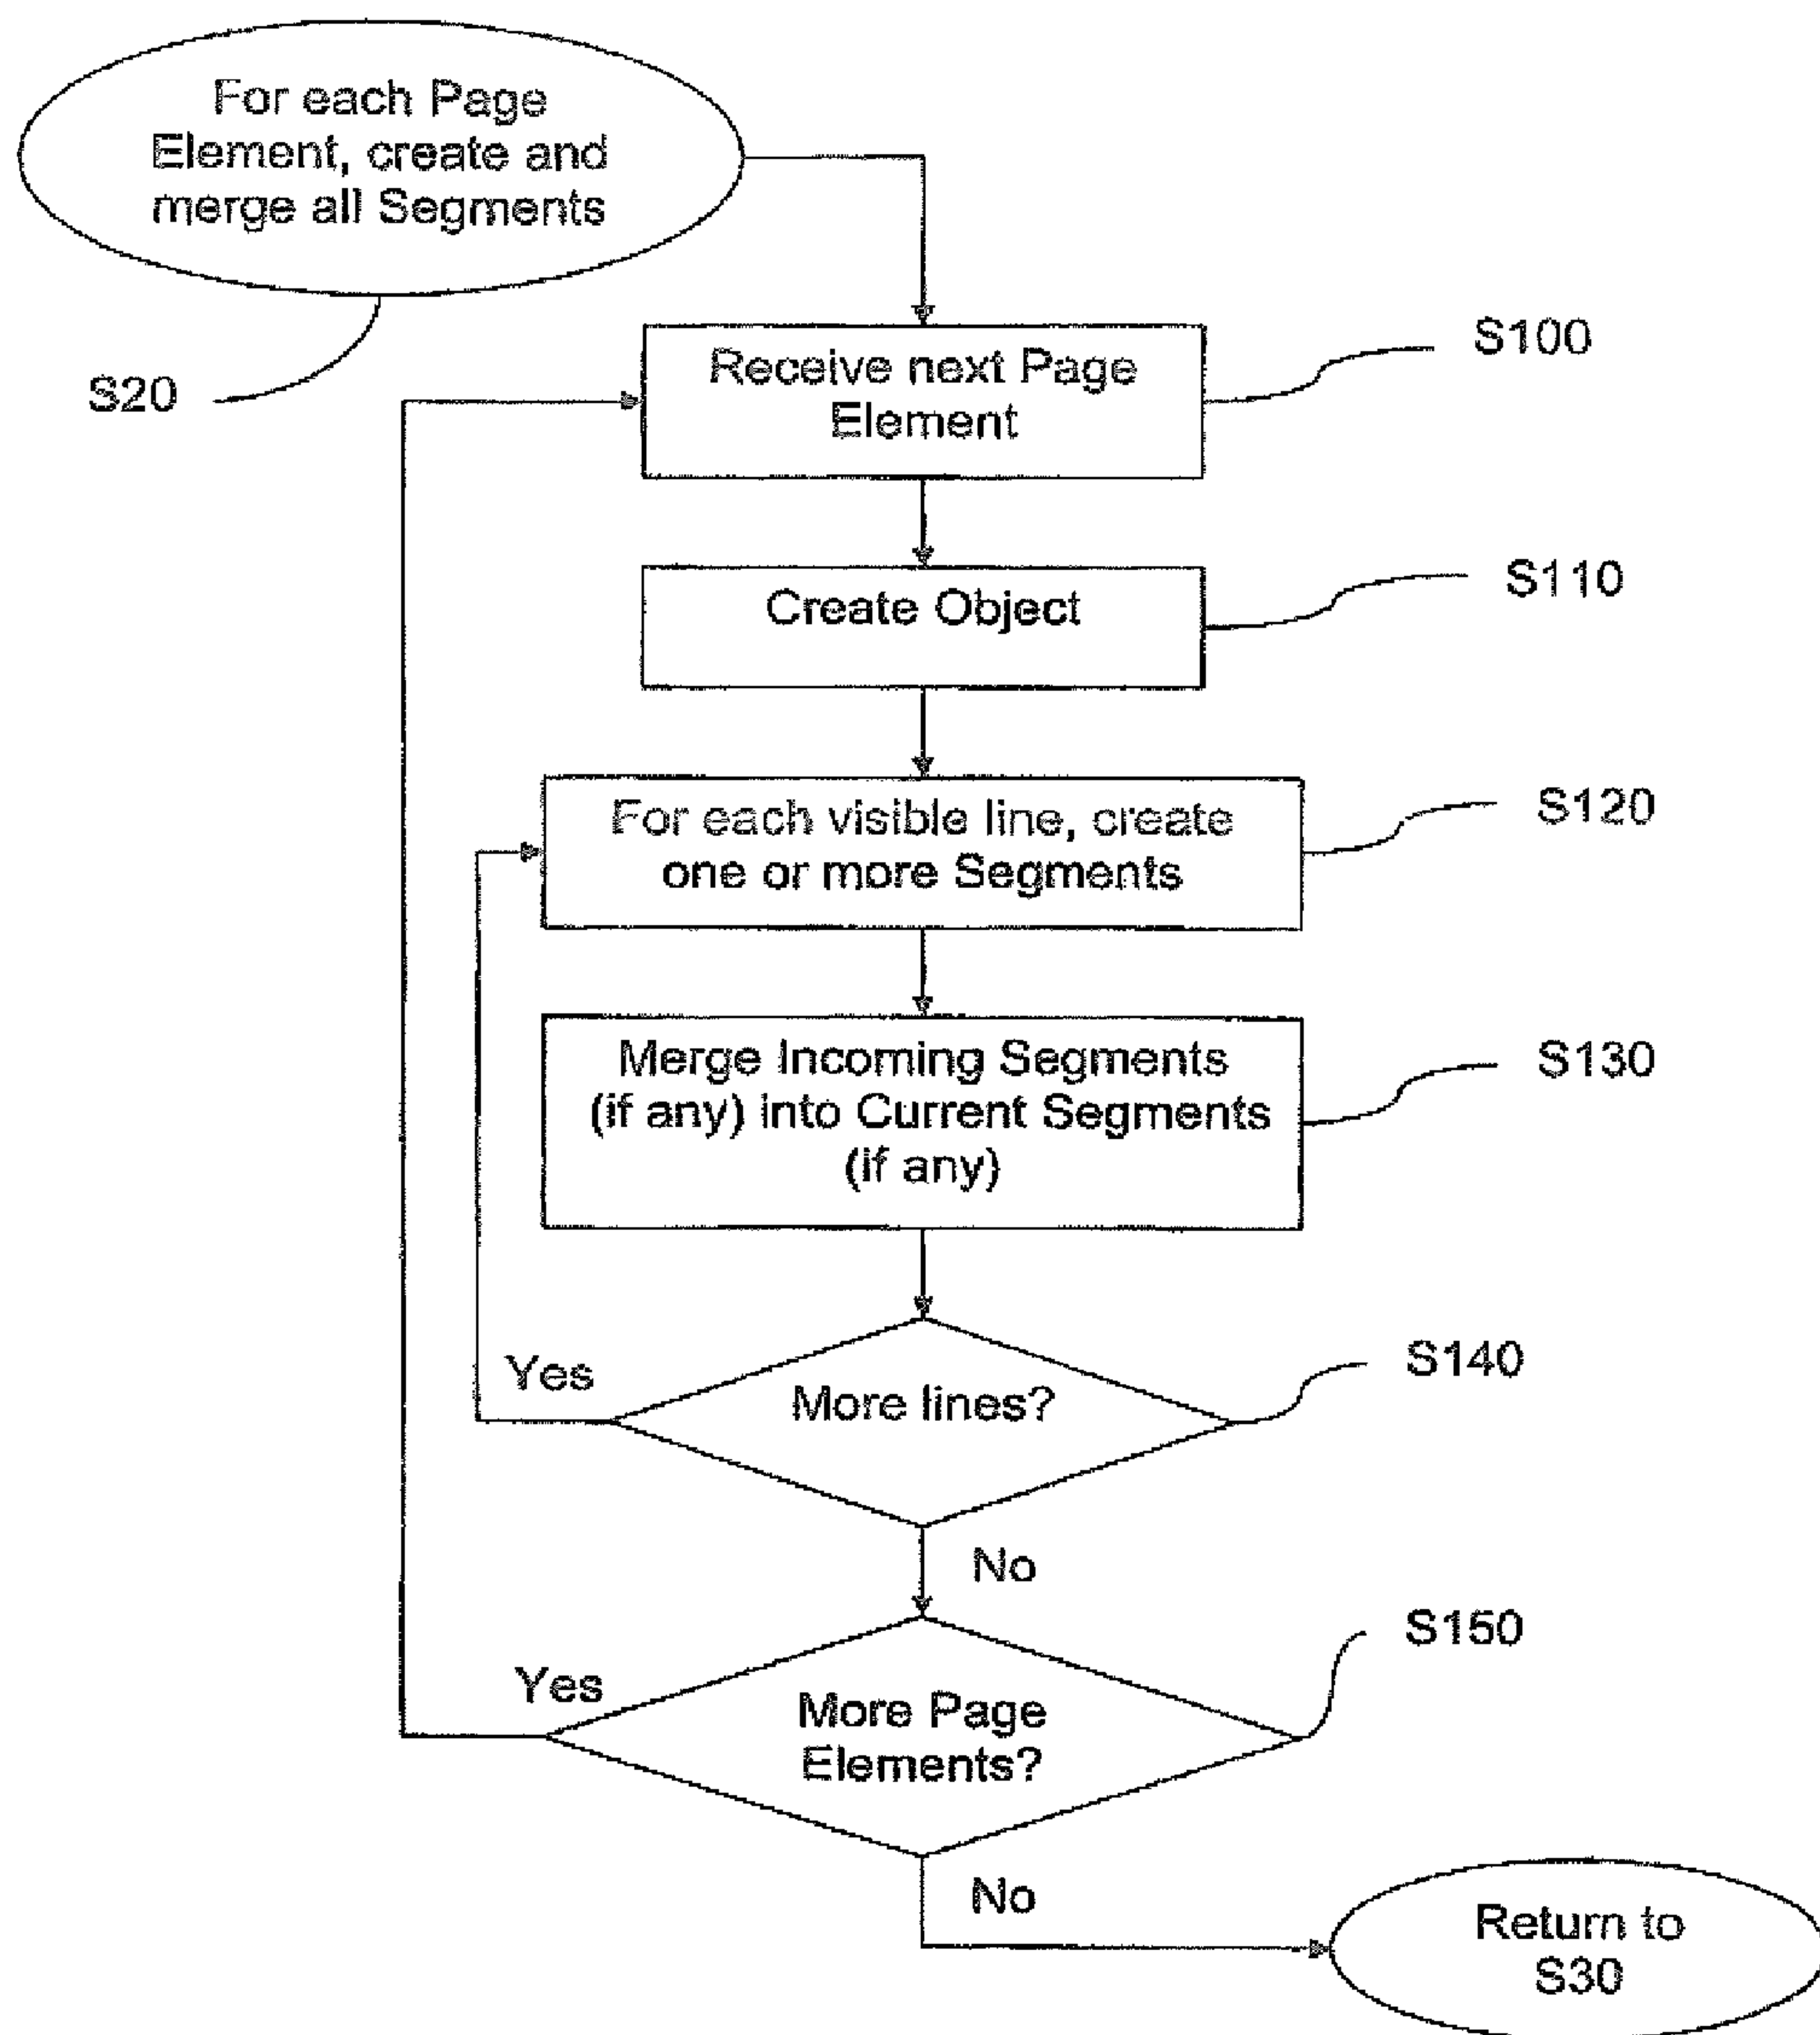 For each Page
Element, create and
merge all Segments
S20
Receive next Page
Element
S100
Create Object
S110
For each visible line, create
one or more Segments
S120
Merge Incoming Segments
(if any) into Current Segments
(if any)
S130
More lines?
S140
Yes
No
More Page
Elements?
S150
Yes
No
Return to
S30